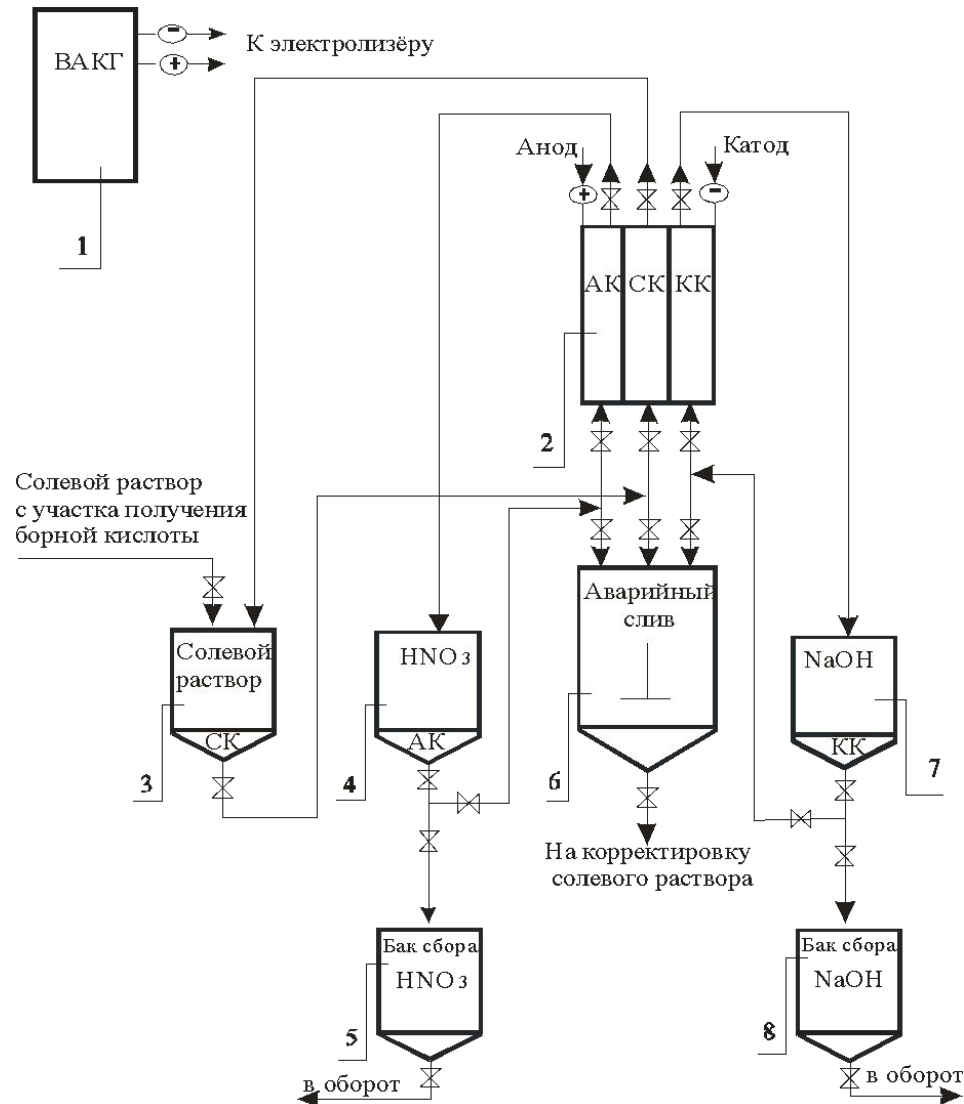 ВАКГ
−
+
К электролизёру
1
Анод
Катод
+
−
АК
СК
КК
2
Солевой раствор
с участка получения
борной кислоты
Солевой
раствор
СК
3
HNO3
АК
4
Аварийный
слив
6
NaOH
КК
7
На корректировку
солевого раствора
Бак сбора
HNO3
5
в оборот
Бак сбора
NaOH
8
в оборот